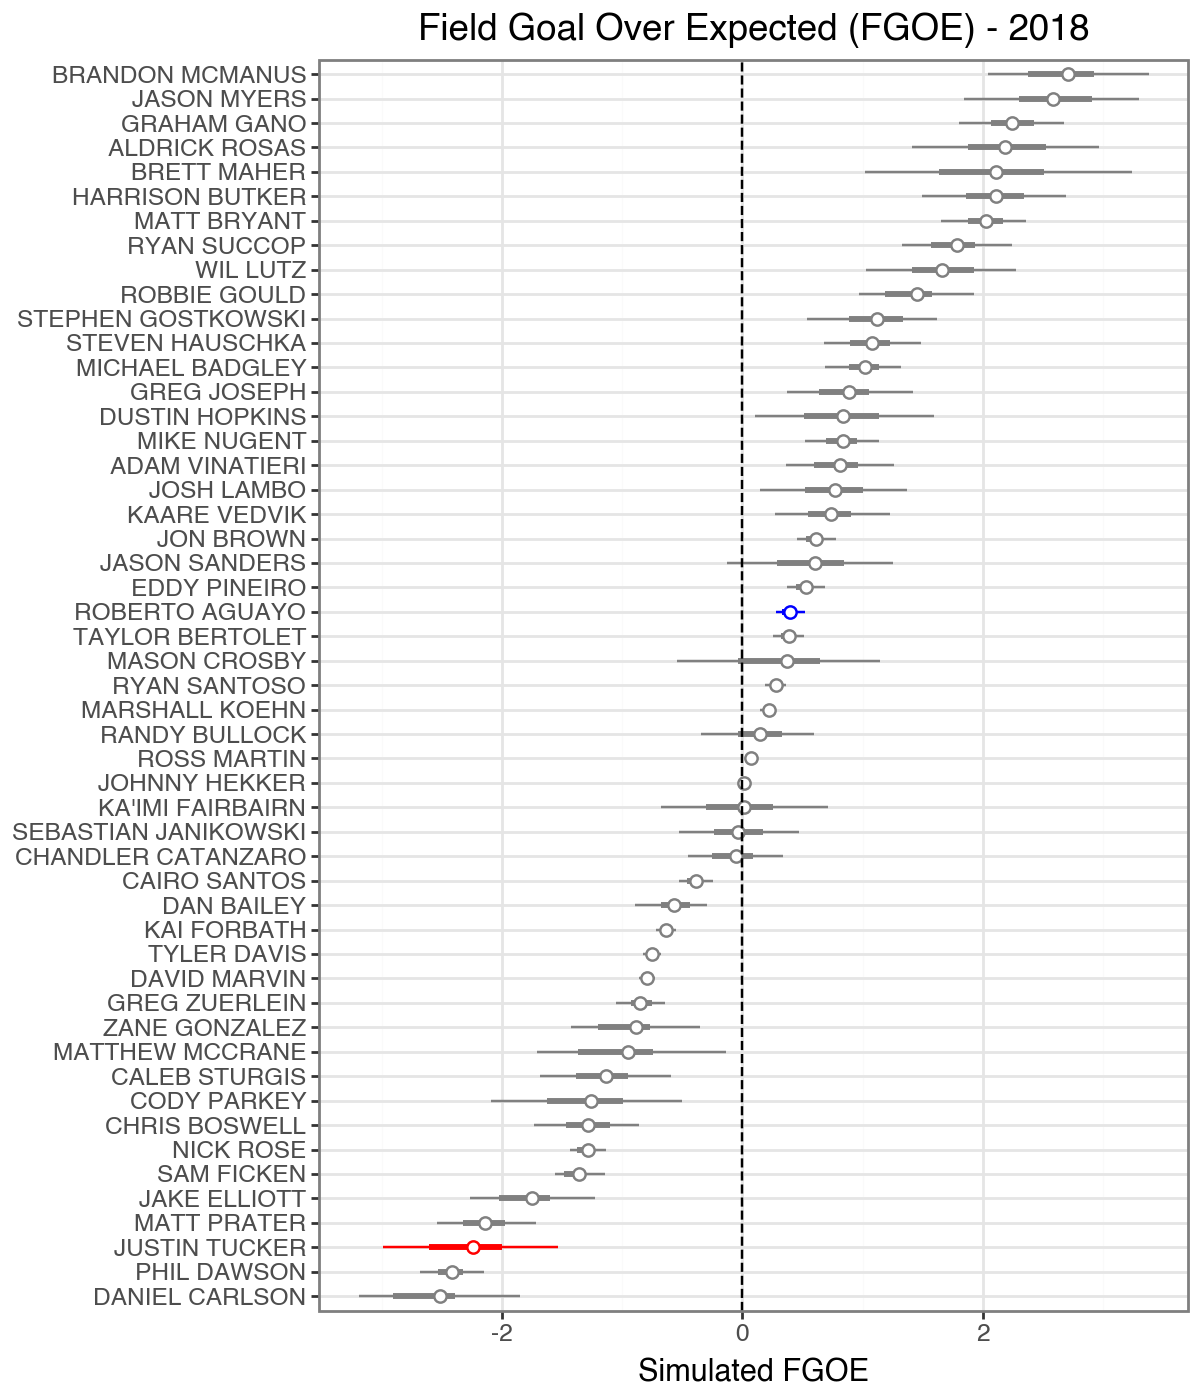 Field Goal Over Expected (FGOE) - 2018
BRANDON MCMANUS
JASON MYERS
GRAHAM GANO
ALDRICK ROSAS
BRETT MAHER
HARRISON BUTKER
MATT BRYANT
RYAN SUCCOP
WIL LUTZ
ROBBIE GOULD
STEPHEN GOSTKOWSKI
STEVEN HAUSCHKA
MICHAEL BADGLEY
GREG JOSEPH
DUSTIN HOPKINS
MIKE NUGENT
ADAM VINATIERI
JOSH LAMBO
KAARE VEDVIK
JON BROWN
JASON SANDERS
EDDY PINEIRO
ROBERTO AGUAYO
TAYLOR BERTOLET
MASON CROSBY
RYAN SANTOSO
MARSHALL KOEHN
RANDY BULLOCK
ROSS MARTIN
JOHNNY HEKKER
KA'IMI FAIRBAIRN
SEBASTIAN JANIKOWSKI
CHANDLER CATANZARO
CAIRO SANTOS
DAN BAILEY
KAI FORBATH
TYLER DAVIS
DAVID MARVIN
GREG ZUERLEIN
ZANE GONZALEZ
MATTHEW MCCRANE
CALEB STURGIS
CODY PARKEY
CHRIS BOSWELL
NICK ROSE
SAM FICKEN
JAKE ELLIOTT
MATT PRATER
JUSTIN TUCKER
PHIL DAWSON
DANIEL CARLSON
-2 0 2
Simulated FGOE